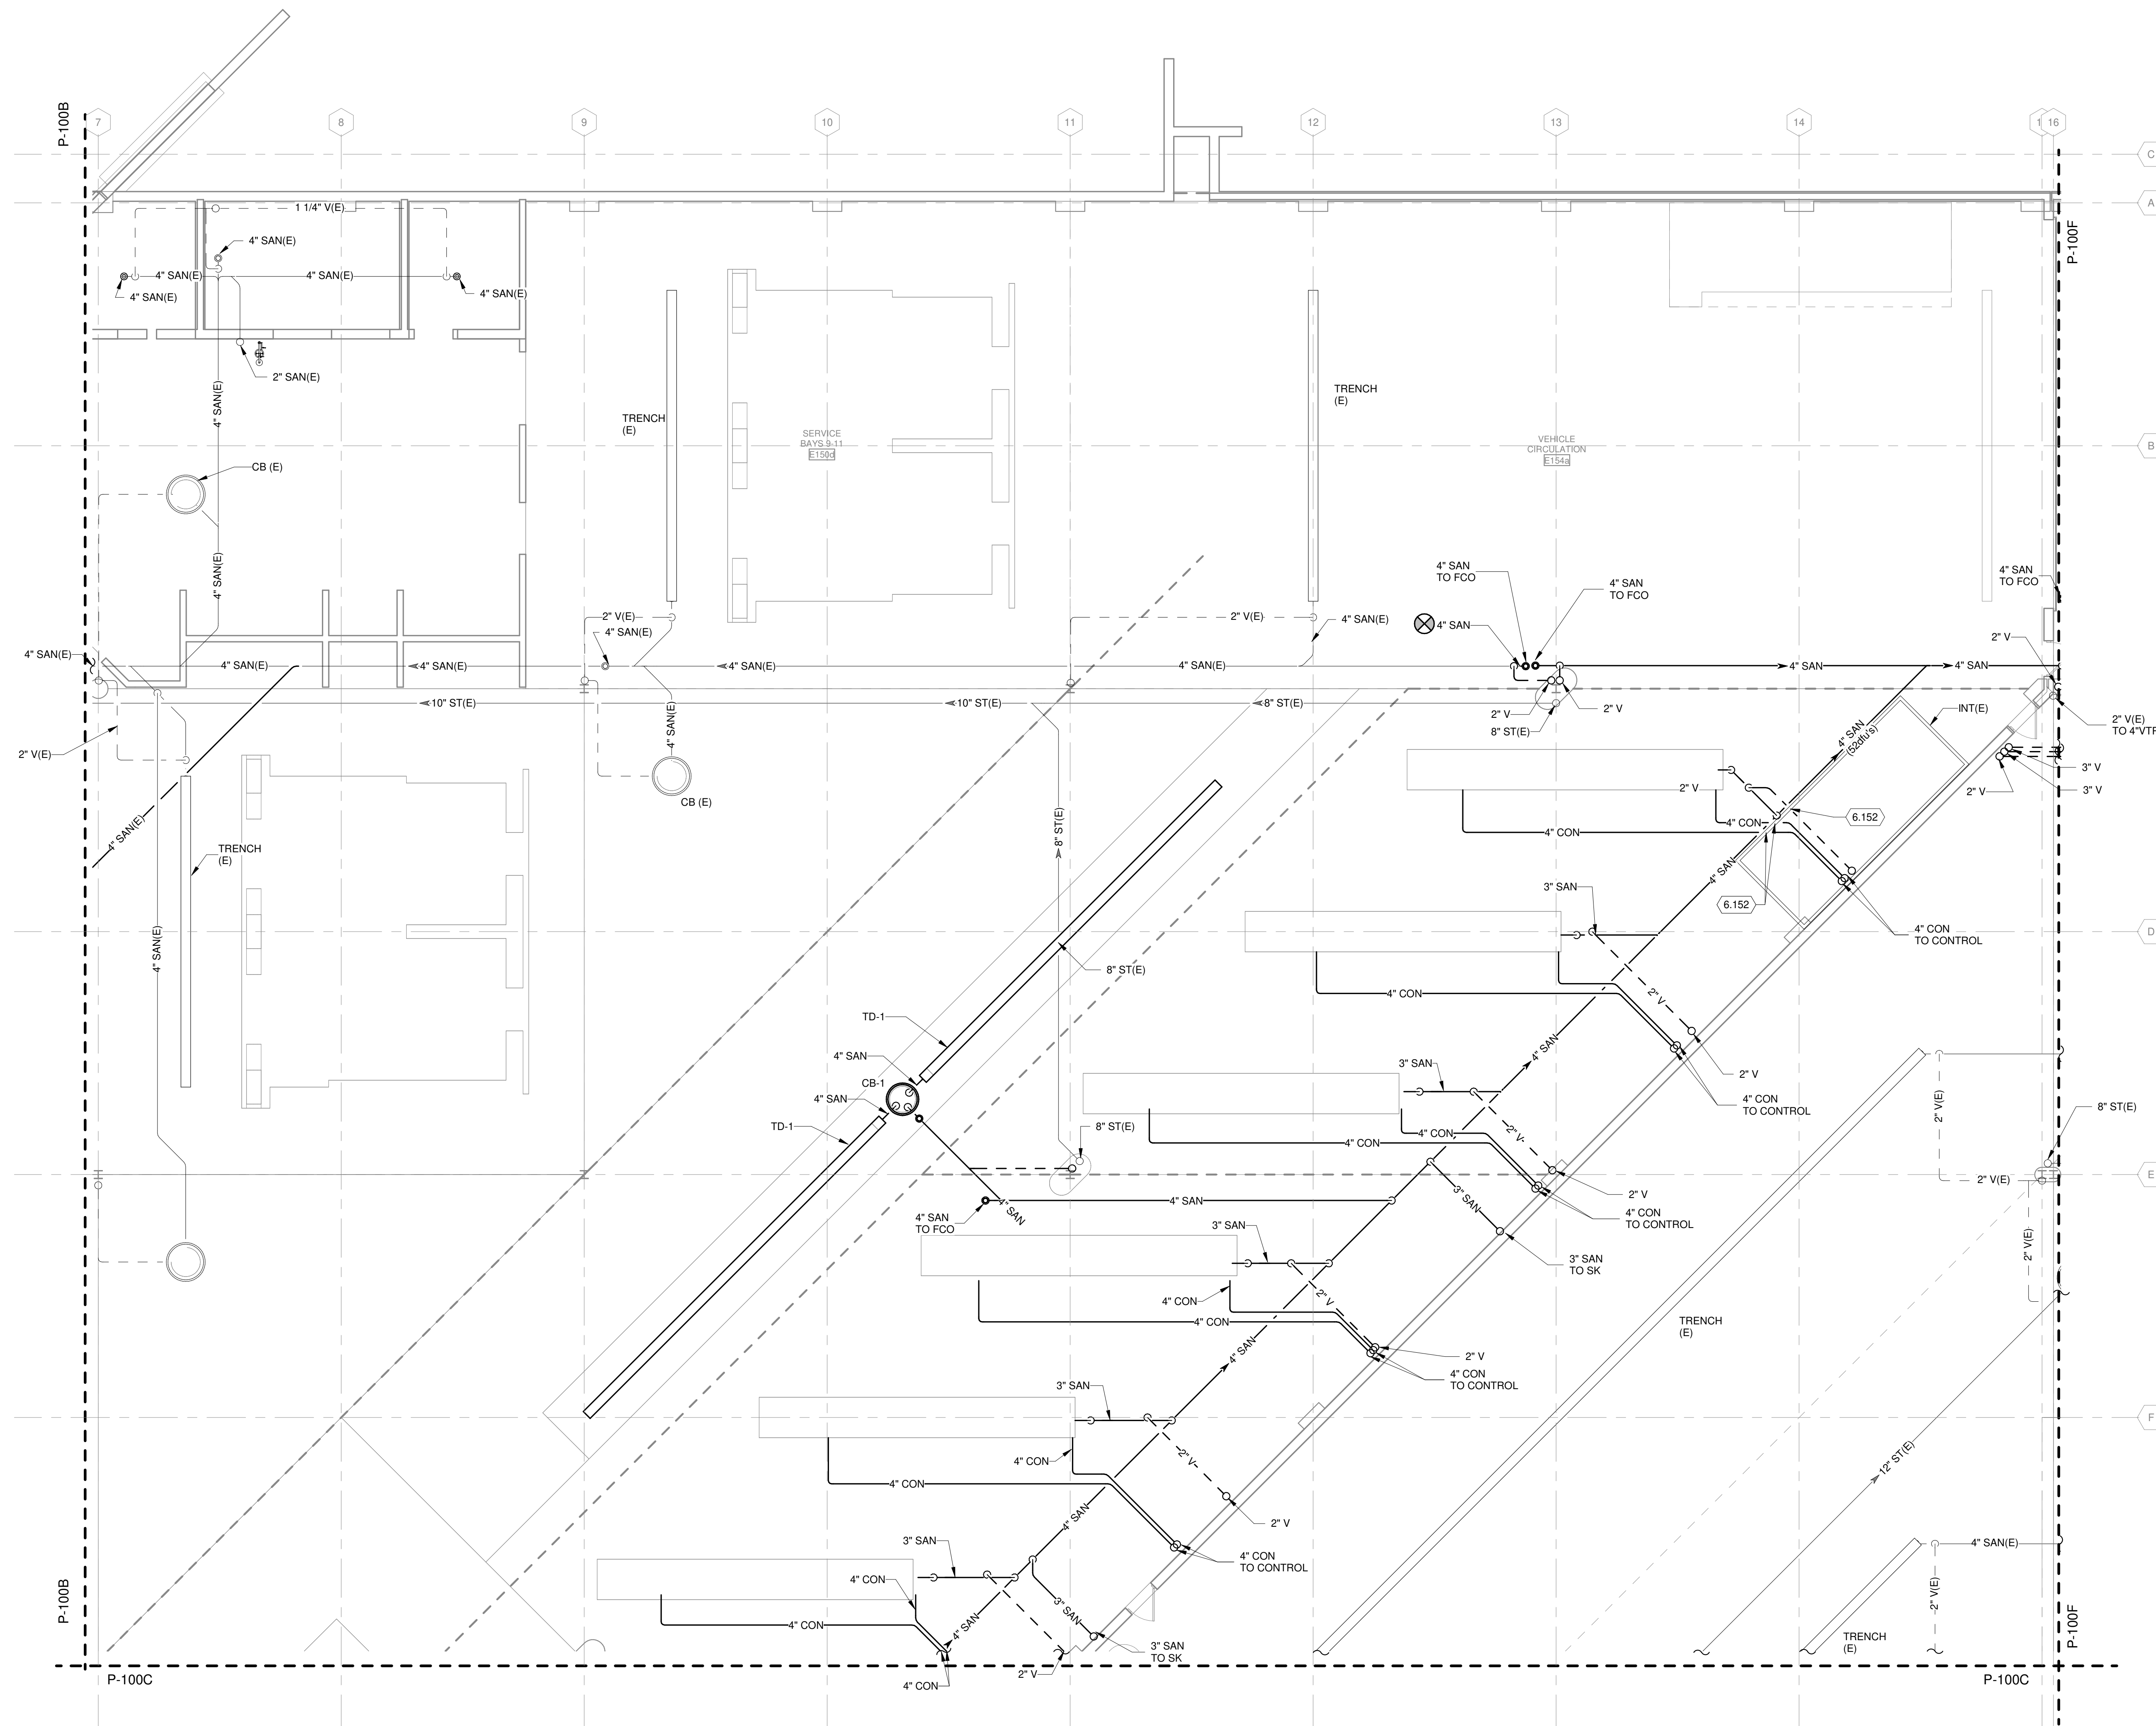 P-100B
7
8
9
10
11
12
13
14
1
16
C
A
1 1/4" V(E)
P-100F
4" SAN(E)
4" SAN(E)
4" SAN(E)
4" SAN(E)
4" SAN(E)
2" SAN(E)
4" SAN(E)
TRENCH
(E)
TRENCH
(E)
SERVICE
BAYS 9-11
E150d
VEHICLE
CIRCULATION
E154a
B
CB (E)
4" SAN(E)
4" SAN
TO FCO
4" SAN
TO FCO
4" SAN
TO FCO
2" V(E)
4" SAN(E)
2" V(E)
4" SAN(E)
4" SAN
2" V
4" SAN(E)
4" SAN(E)
4" SAN(E)
4" SAN(E)
4" SAN(E)
4" SAN
4" SAN
10" ST(E)
10" ST(E)
8" ST(E)
2" V
2" V
8" ST(E)
INT(E)
2" V(E)
TO 4"VTR
2" V(E)
4" SAN(E)
4" SAN
(52dfu's)
3" V
3" V
2" V
2" V
CB (E)
6.152
4" CON
4" CON
4" SAN(E)
8" ST(E)
TRENCH
(E)
4" SAN
3" SAN
6.152
4" CON
TO CONTROL
D
4" SAN(E)
8" ST(E)
4" CON
2" V
TD-1
4" SAN
4" SAN
3" SAN
2" V
CB-1
4" SAN
4" CON
TO CONTROL
TD-1
8" ST(E)
4" CON
4" CON
2" V
2" V(E)
8" ST(E)
E
2" V(E)
2" V
4" SAN
4" SAN
3" SAN
4" CON
TO CONTROL
4" SAN
TO FCO
3" SAN
3" SAN
TO SK
2" V(E)
4" CON
2" V
4" CON
TRENCH
(E)
4" SAN
2" V
4" CON
TO CONTROL
3" SAN
F
2" V
4" CON
4" CON
12" ST(E)
4" SAN
2" V
3" SAN
4" CON
TO CONTROL
4" SAN(E)
4" CON
2" V(E)
4" CON
4" SAN
3" SAN
3" SAN
TO SK
TRENCH
(E)
2" V
4" CON
P-100B
P-100F
P-100C
P-100C